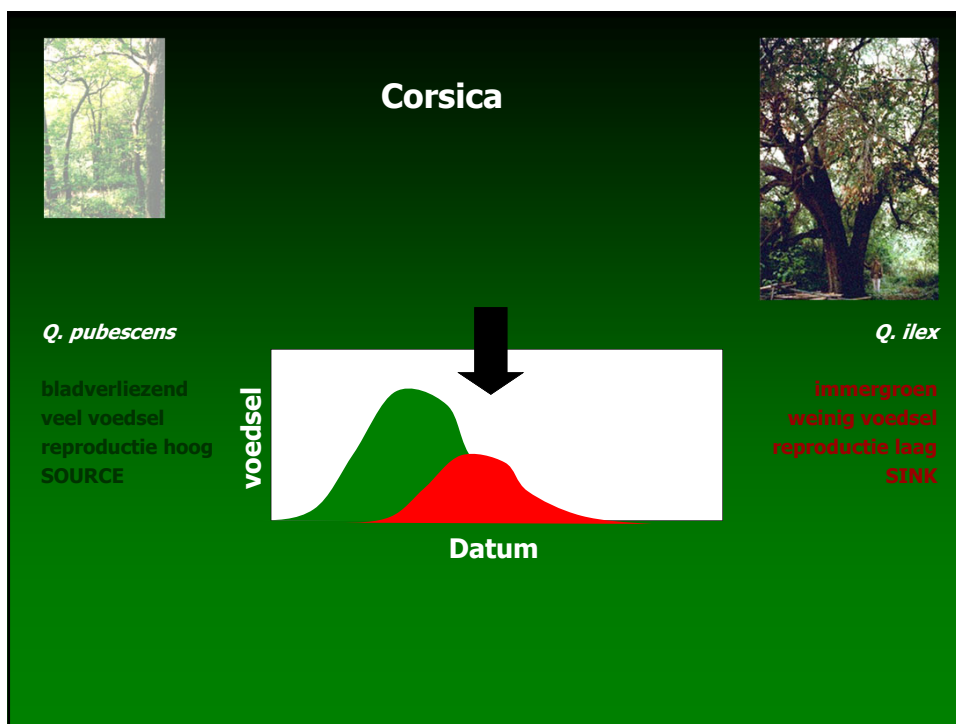 Corsica
Q. pubescens
Q. ilex
bladverliezend
veel voedsel
reproductie hoog
SOURCE
immergroen
weinig voedsel
reproductie laag
SINK
voedsel
Datum